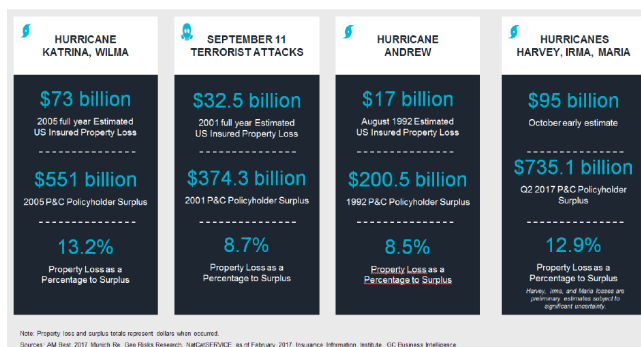 HURRICANE
KATRINA, WILMA
$73 billion
2005 full year Estimated
US Insured Property Loss
$551 billion
2005 P&C Policyholder Surplus
13.2%
Property Loss as a
Percentage to Surplus
SEPTEMBER 11
TERRORIST ATTACKS
$32.5 billion
2001 full year Estimated
US Insured Property Loss
$374.3 billion
2001 P&C Policyholder Surplus
8.7%
Property Loss as a
Percentage to Surplus
HURRICANE
ANDREW
$17 billion
August 1992 Estimated
US Insured Property Loss
$200.5 billion
1992 P&C Policyholder Surplus
8.5%
Property Loss as a
Percentage to Surplus
HURRICANES
HARVEY, IRMA, MARIA
$95 billion
October early estimate
$735.1 billion
Q2 2017 P&C Policyholder
Surplus
12.9%
Property Loss as a
Percentage to Surplus
Harvey, Irma, and Maria losses are
preliminary estimates subject to
significant uncertainty.
Note: Property loss and surplus totals represent dollars when occurred.
Sources: AM Best, 2017 Munich Re, Geo Risks Research, NatCatSERVICE, as of February 2017, Insurance Information Institute, GC Business Intelligence